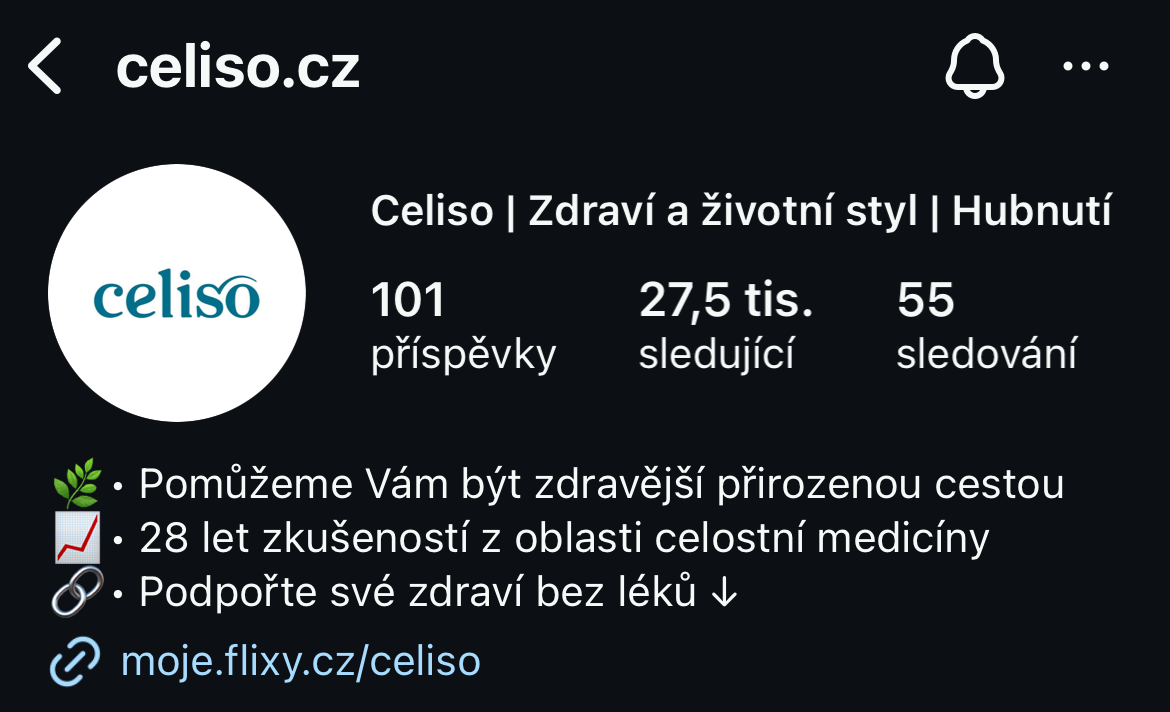 celiso.cz
celiso
Celiso | Zdraví a životní styl | Hubnutí
101 27,5 tis. 55
příspěvky sledující sledování
🌿• Pomůžeme Vám být zdravější přirozenou cestou
📈• 28 let zkušeností z oblasti celostní medicíny
🔗• Podpořte své zdraví bez léků ↓
moje.flixy.cz/celiso